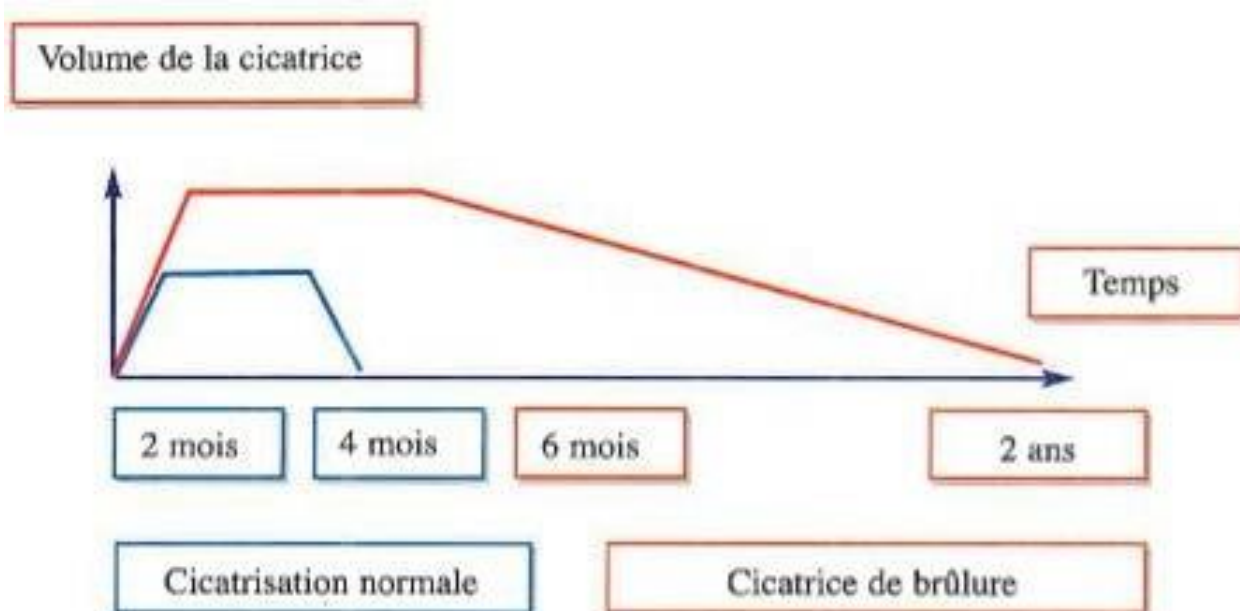 Volume de la cicatrice
Temps
2 mois
4 mois
6 mois
2 ans
Cicatrisation normale
Cicatrice de brûlure